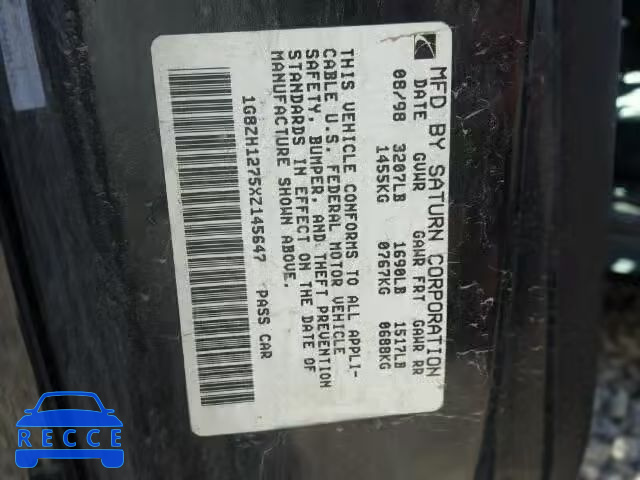 MFD BY SATURN CORPORATION
DATE GVWR GAWR FRT GAWR RR
08/98 3207LB 1690LB 1517LB
1455KG 0767KG 0688KG
THIS VEHICLE CONFORMS TO ALL APPLI-
CABLE U.S. FEDERAL MOTOR VEHICLE
SAFETY, BUMPER, AND THEFT PREVENTION
STANDARDS IN EFFECT ON THE DATE OF
MANUFACTURE SHOWN ABOVE.
1G8ZH1275XZ145647 PASS CAR
RECCE